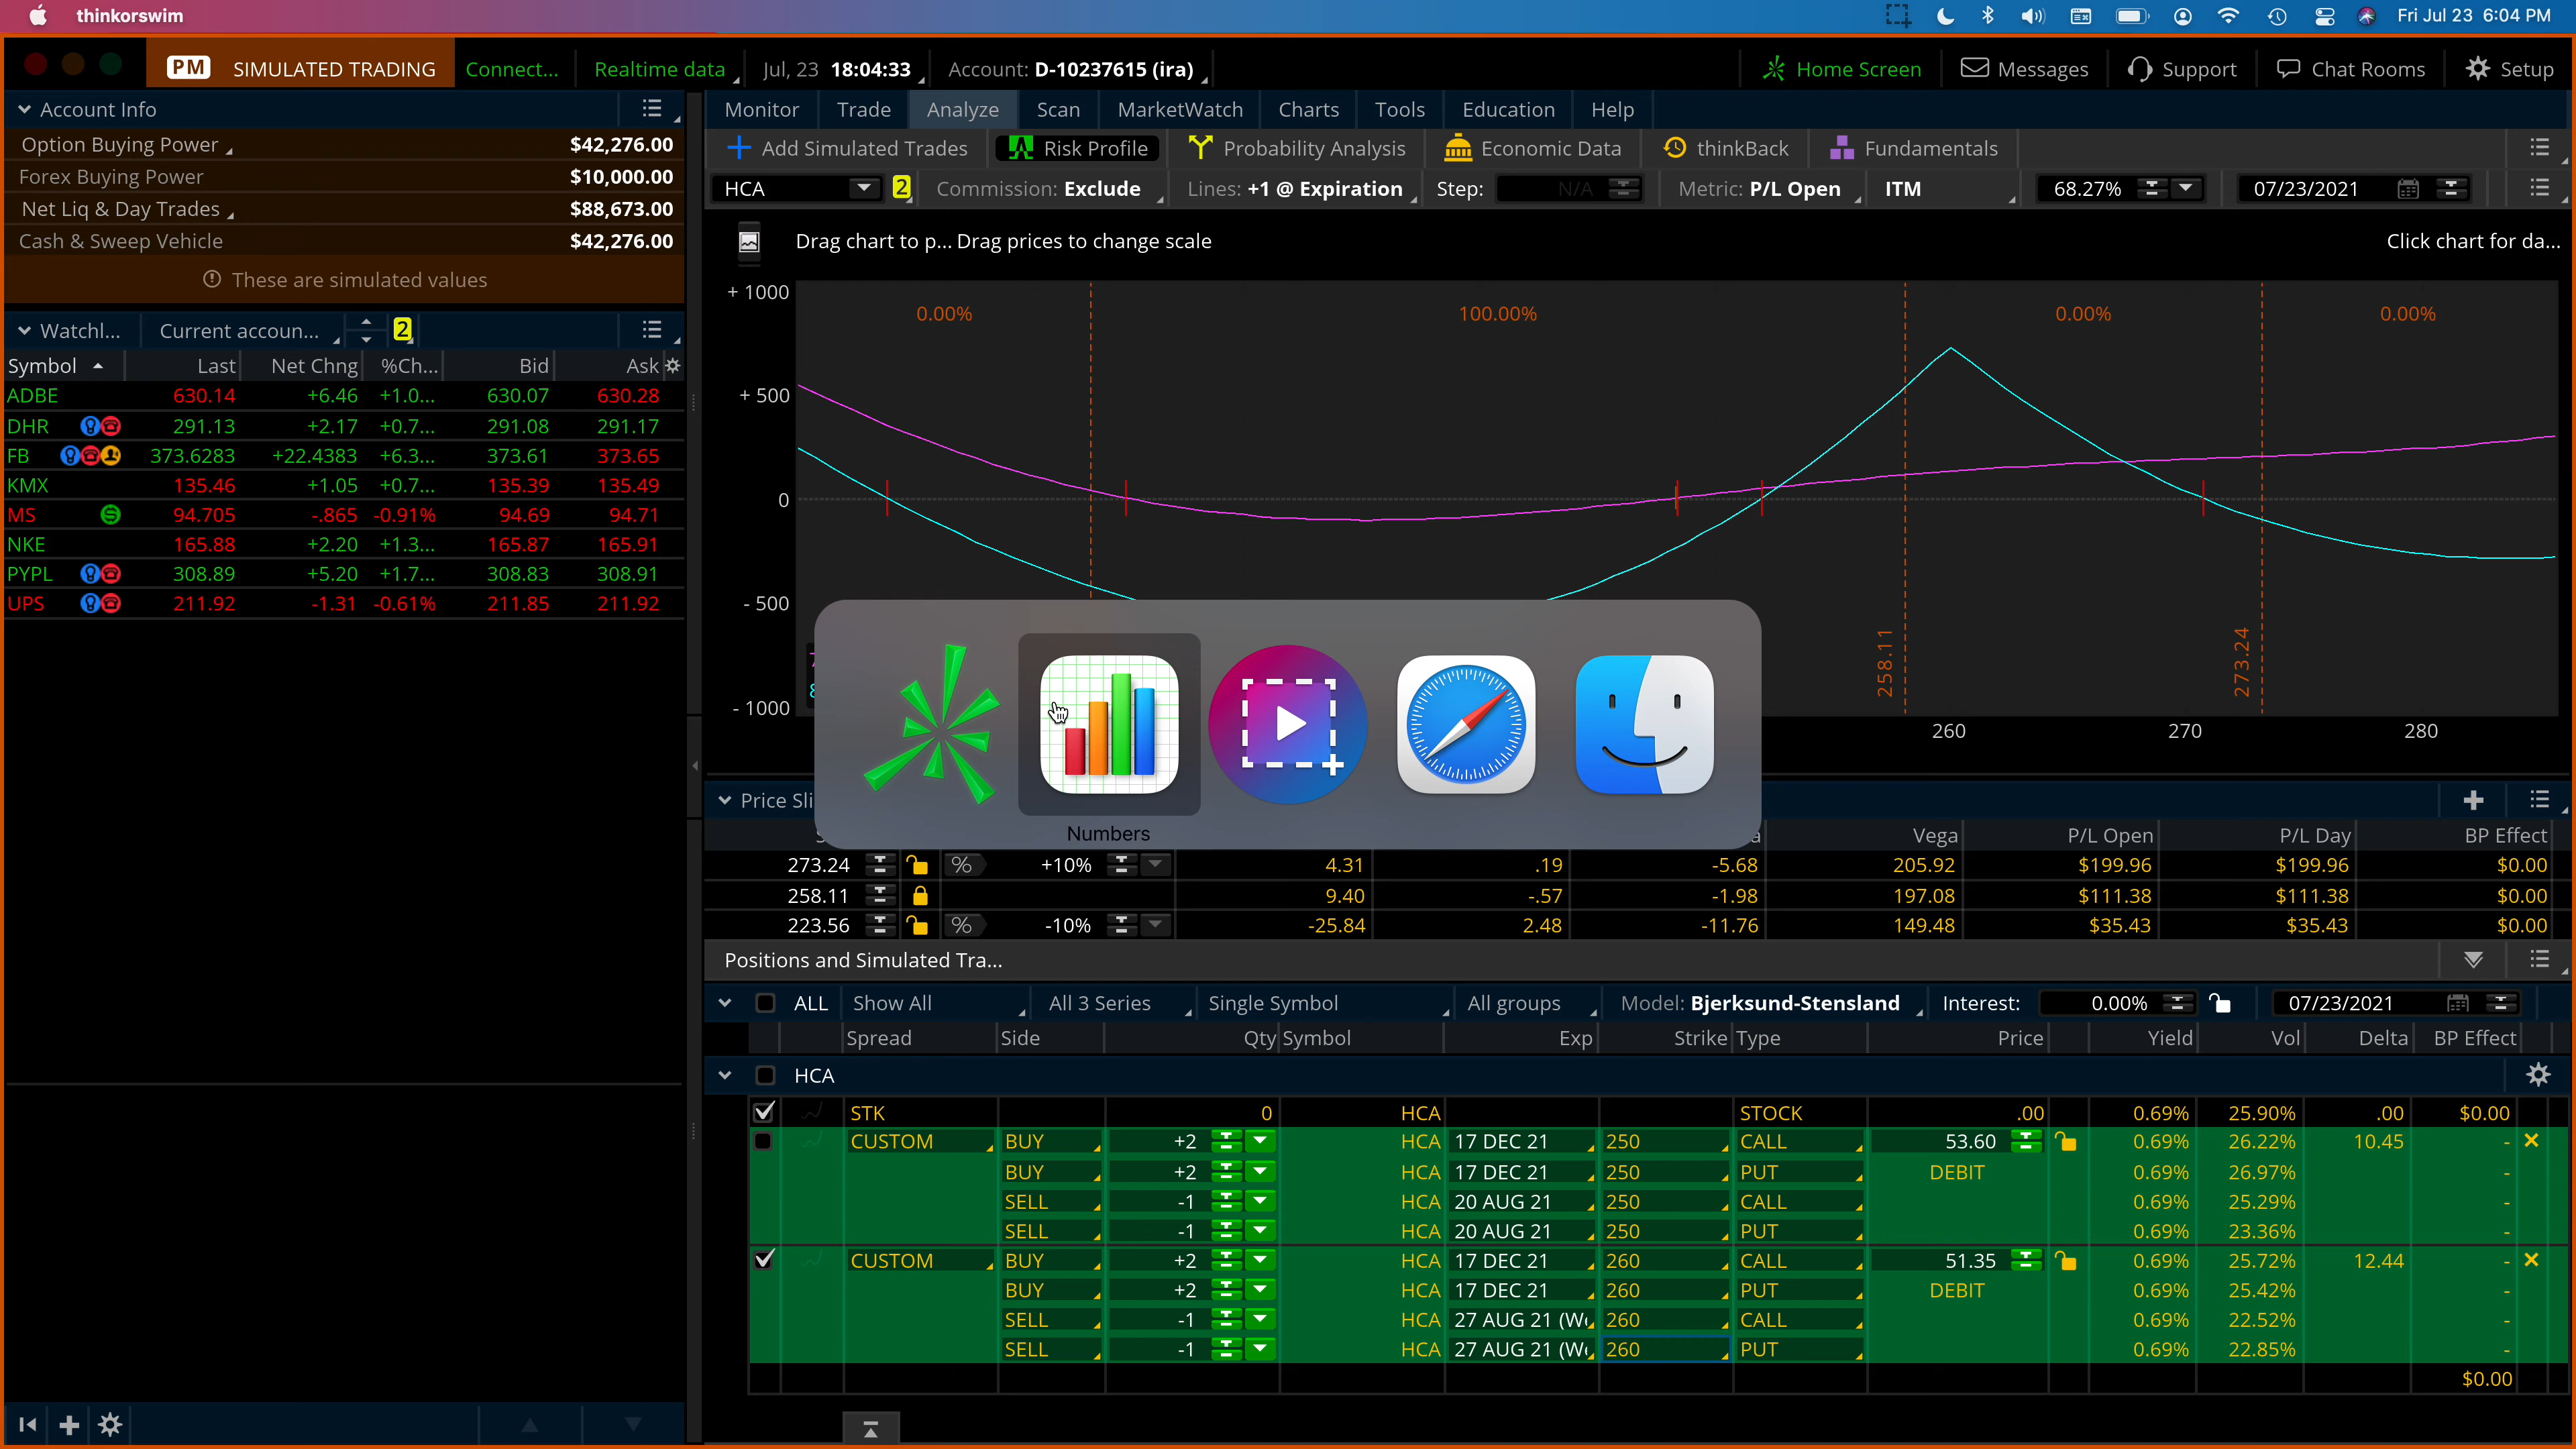 thinkorswim Fri Jul 23 6:04 PM
PM SIMULATED TRADING Connect... Realtime data Jul, 23 18:04:33 Account: D-10237615 (ira) Home Screen Messages Support Chat Rooms Setup
Account Info
Option Buying Power $42,276.00
Forex Buying Power $10,000.00
Net Liq & Day Trades $88,673.00
Cash & Sweep Vehicle $42,276.00
These are simulated values
Watchl... Current accoun... 2
Symbol Last Net Chng %Ch... Bid Ask
ADBE 630.14 +6.46 +1.0... 630.07 630.28
DHR 291.13 +2.17 +0.7... 291.08 291.17
FB 373.6283 +22.4383 +6.3... 373.61 373.65
KMX 135.46 +1.05 +0.7... 135.39 135.49
MS 94.705 -.865 -0.91% 94.69 94.71
NKE 165.88 +2.20 +1.3... 165.87 165.91
PYPL 308.89 +5.20 +1.7... 308.83 308.91
UPS 211.92 -1.31 -0.61% 211.85 211.92
Monitor Trade Analyze Scan MarketWatch Charts Tools Education Help
Add Simulated Trades Risk Profile Probability Analysis Economic Data thinkBack Fundamentals
HCA 2 Commission: Exclude Lines: +1 @ Expiration Step: N/A Metric: P/L Open ITM 68.27% 07/23/2021
Drag chart to p... Drag prices to change scale Click chart for da...
+ 1000
0.00% 100.00% 0.00% 0.00%
+ 500
0
- 500
258.11 273.24
- 1000
260 270 280
Numbers
Price Sli
Vega P/L Open P/L Day BP Effect
273.24 % +10% 4.31 .19 -5.68 205.92 $199.96 $199.96 $0.00
258.11 9.40 -.57 -1.98 197.08 $111.38 $111.38 $0.00
223.56 % -10% -25.84 2.48 -11.76 149.48 $35.43 $35.43 $0.00
Positions and Simulated Tra...
ALL Show All All 3 Series Single Symbol All groups Model: Bjerksund-Stensland Interest: 0.00% 07/23/2021
Spread Side Qty Symbol Exp Strike Type Price Yield Vol Delta BP Effect
HCA
STK 0 HCA STOCK .00 0.69% 25.90% .00 $0.00
CUSTOM BUY +2 HCA 17 DEC 21 250 CALL 53.60 0.69% 26.22% 10.45 -
BUY +2 HCA 17 DEC 21 250 PUT DEBIT 0.69% 26.97% -
SELL -1 HCA 20 AUG 21 250 CALL 0.69% 25.29% -
SELL -1 HCA 20 AUG 21 250 PUT 0.69% 23.36% -
CUSTOM BUY +2 HCA 17 DEC 21 260 CALL 51.35 0.69% 25.72% 12.44 -
BUY +2 HCA 17 DEC 21 260 PUT DEBIT 0.69% 25.42% -
SELL -1 HCA 27 AUG 21 (We 260 CALL 0.69% 22.52% -
SELL -1 HCA 27 AUG 21 (We 260 PUT 0.69% 22.85% -
$0.00